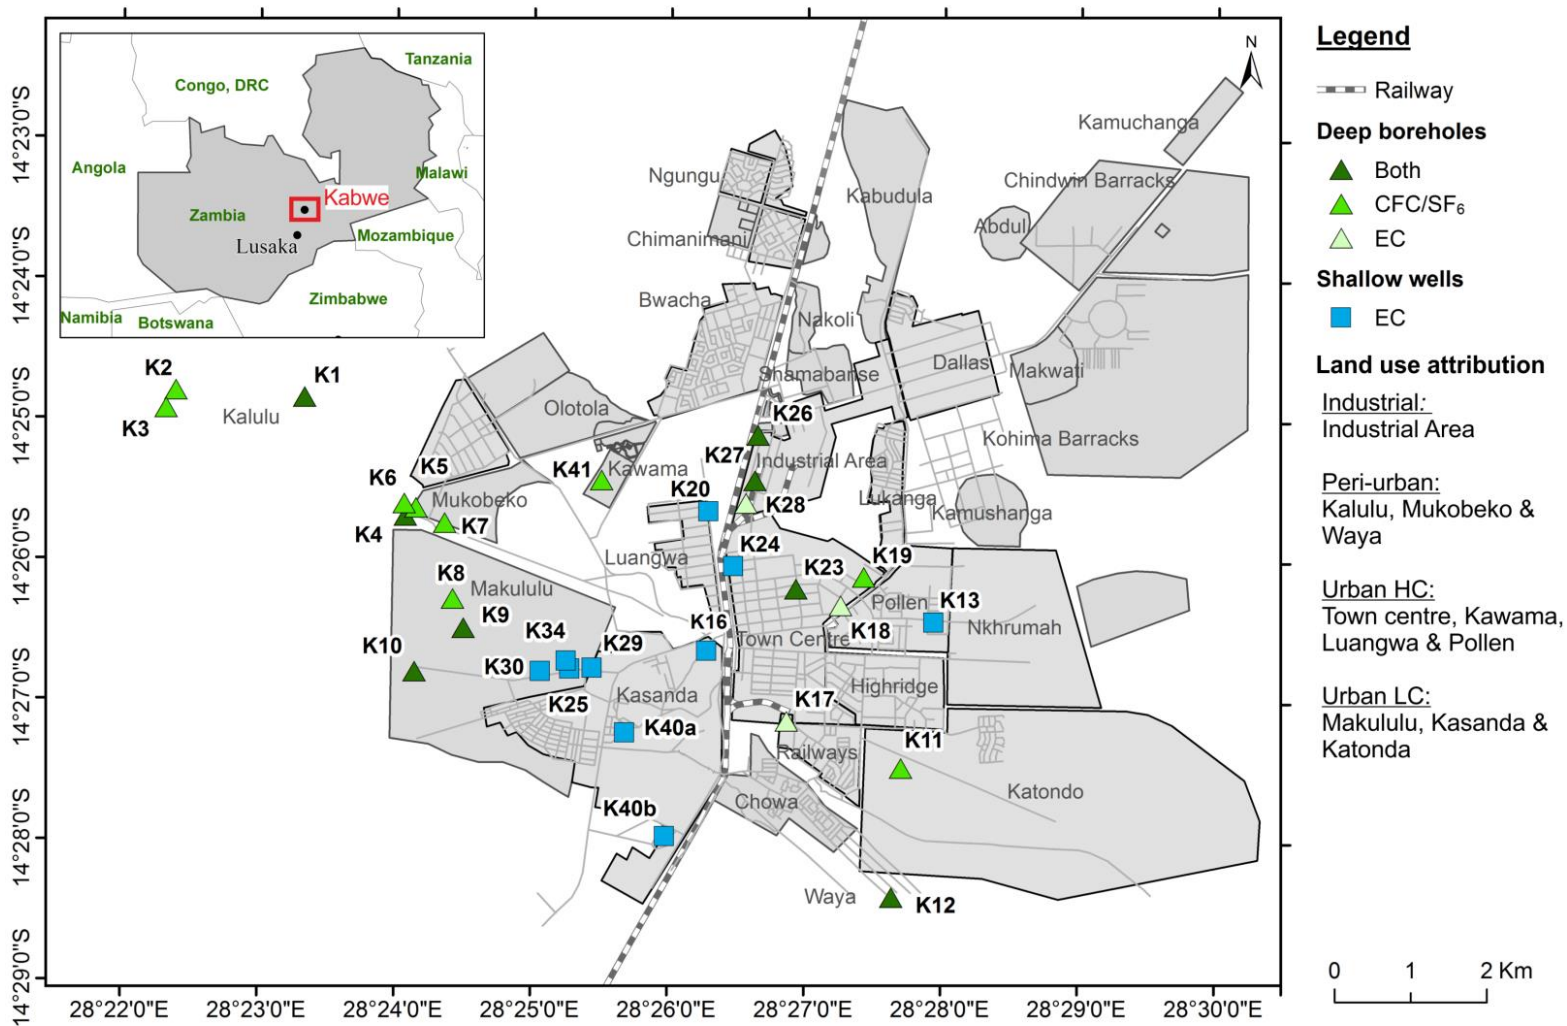 Tanzania
Congo, DRC
Angola
Malawi
Kabwe
Zambia
Lusaka
Mozambique
Zimbabwe
Namibia
Botswana
N
Kamuchanga
Ngungu
Chindwin Barracks
Kabudula
Abdul
Chimanimani
Bwacha
Nakoli
Dallas
Makwati
Shamabanse
K2
K1
Kalulu
K3
Olotola
K26
Kohima Barracks
K27
Industrial Area
K5
K6
K41
Kawama
K20
Mukobeko
Lukanga
K28
Kamushanga
K7
K4
K24
Luangwa
K19
K23
K8
Makululu
Pollen
K13
K9
K16
K18
Nkhrumah
K34
K29
Town Centre
K10
K30
Kasanda
Highridge
K25
K17
K40a
K11
Railways
Katondo
Chowa
K40b
Waya
K12
14°23'0"S
14°24'0"S
14°25'0"S
14°26'0"S
14°27'0"S
14°28'0"S
14°29'0"S
28°22'0"E
28°23'0"E
28°24'0"E
28°25'0"E
28°26'0"E
28°27'0"E
28°28'0"E
28°29'0"E
28°30'0"E
Legend
Railway
Deep boreholes
Both
CFC/SF₆
EC
Shallow wells
EC
Land use attribution
Industrial:
Industrial Area
Peri-urban:
Kalulu, Mukobeko &
Waya
Urban HC:
Town centre, Kawama,
Luangwa & Pollen
Urban LC:
Makululu, Kasanda &
Katonda
0 1 2 Km